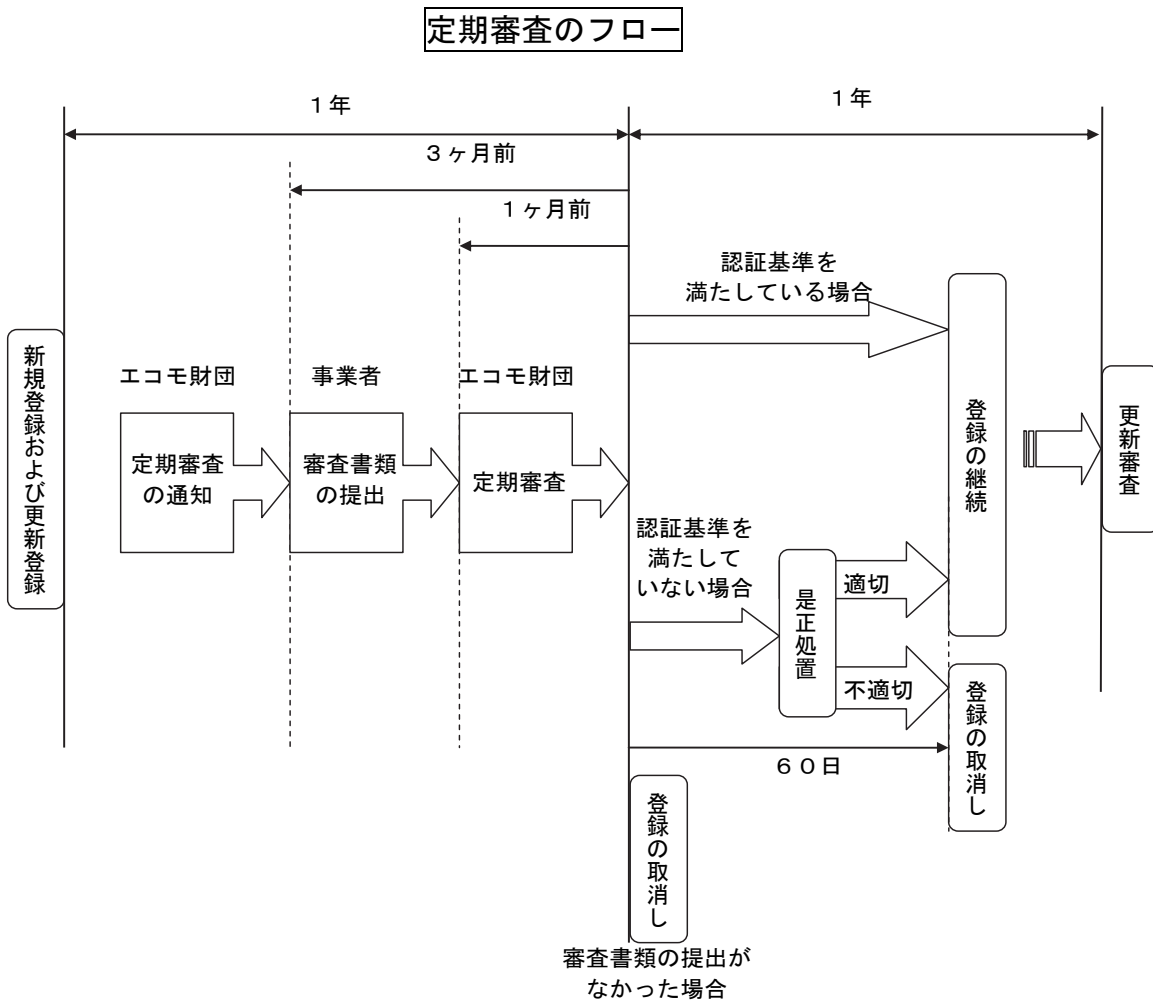 定期審査のフロー
１年
１年
３ヶ月前
１ヶ月前
認証基準を
満たしている場合
新規登録および更新登録
エコモ財団
事業者
エコモ財団
定期審査
の通知
審査書類
の提出
定期審査
登録の継続
更新審査
認証基準を
満たして
いない場合
是正処置
適切
不適切
登録の取消し
６０日
登録の取消し
審査書類の提出が
なかった場合